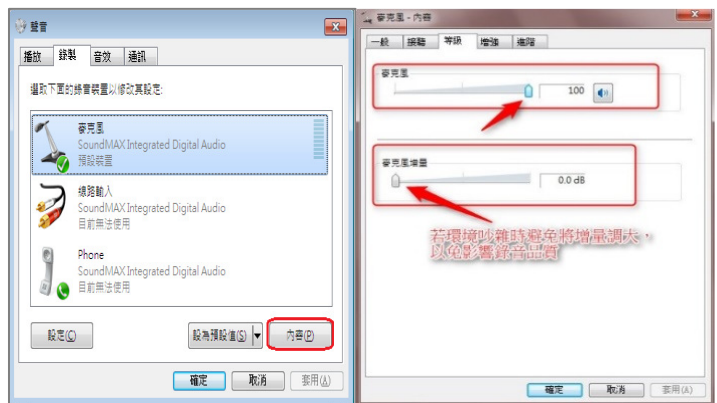 聲音
播放 錄製 音效 通訊
選取下面的錄音裝置以修改其設定:
麥克風
SoundMAX Integrated Digital Audio
預設裝置
線路輸入
SoundMAX Integrated Digital Audio
目前無法使用
Phone
SoundMAX Integrated Digital Audio
目前無法使用
設定(C) 設為預設值(S) 內容(P)
確定 取消 套用(A)
麥克風 - 內容
一般 接聽 等級 增強 進階
麥克風
100
麥克風增量
0.0 dB
若環境吵雜時避免將增量調大，
以免影響錄音品質
確定 取消 套用(A)